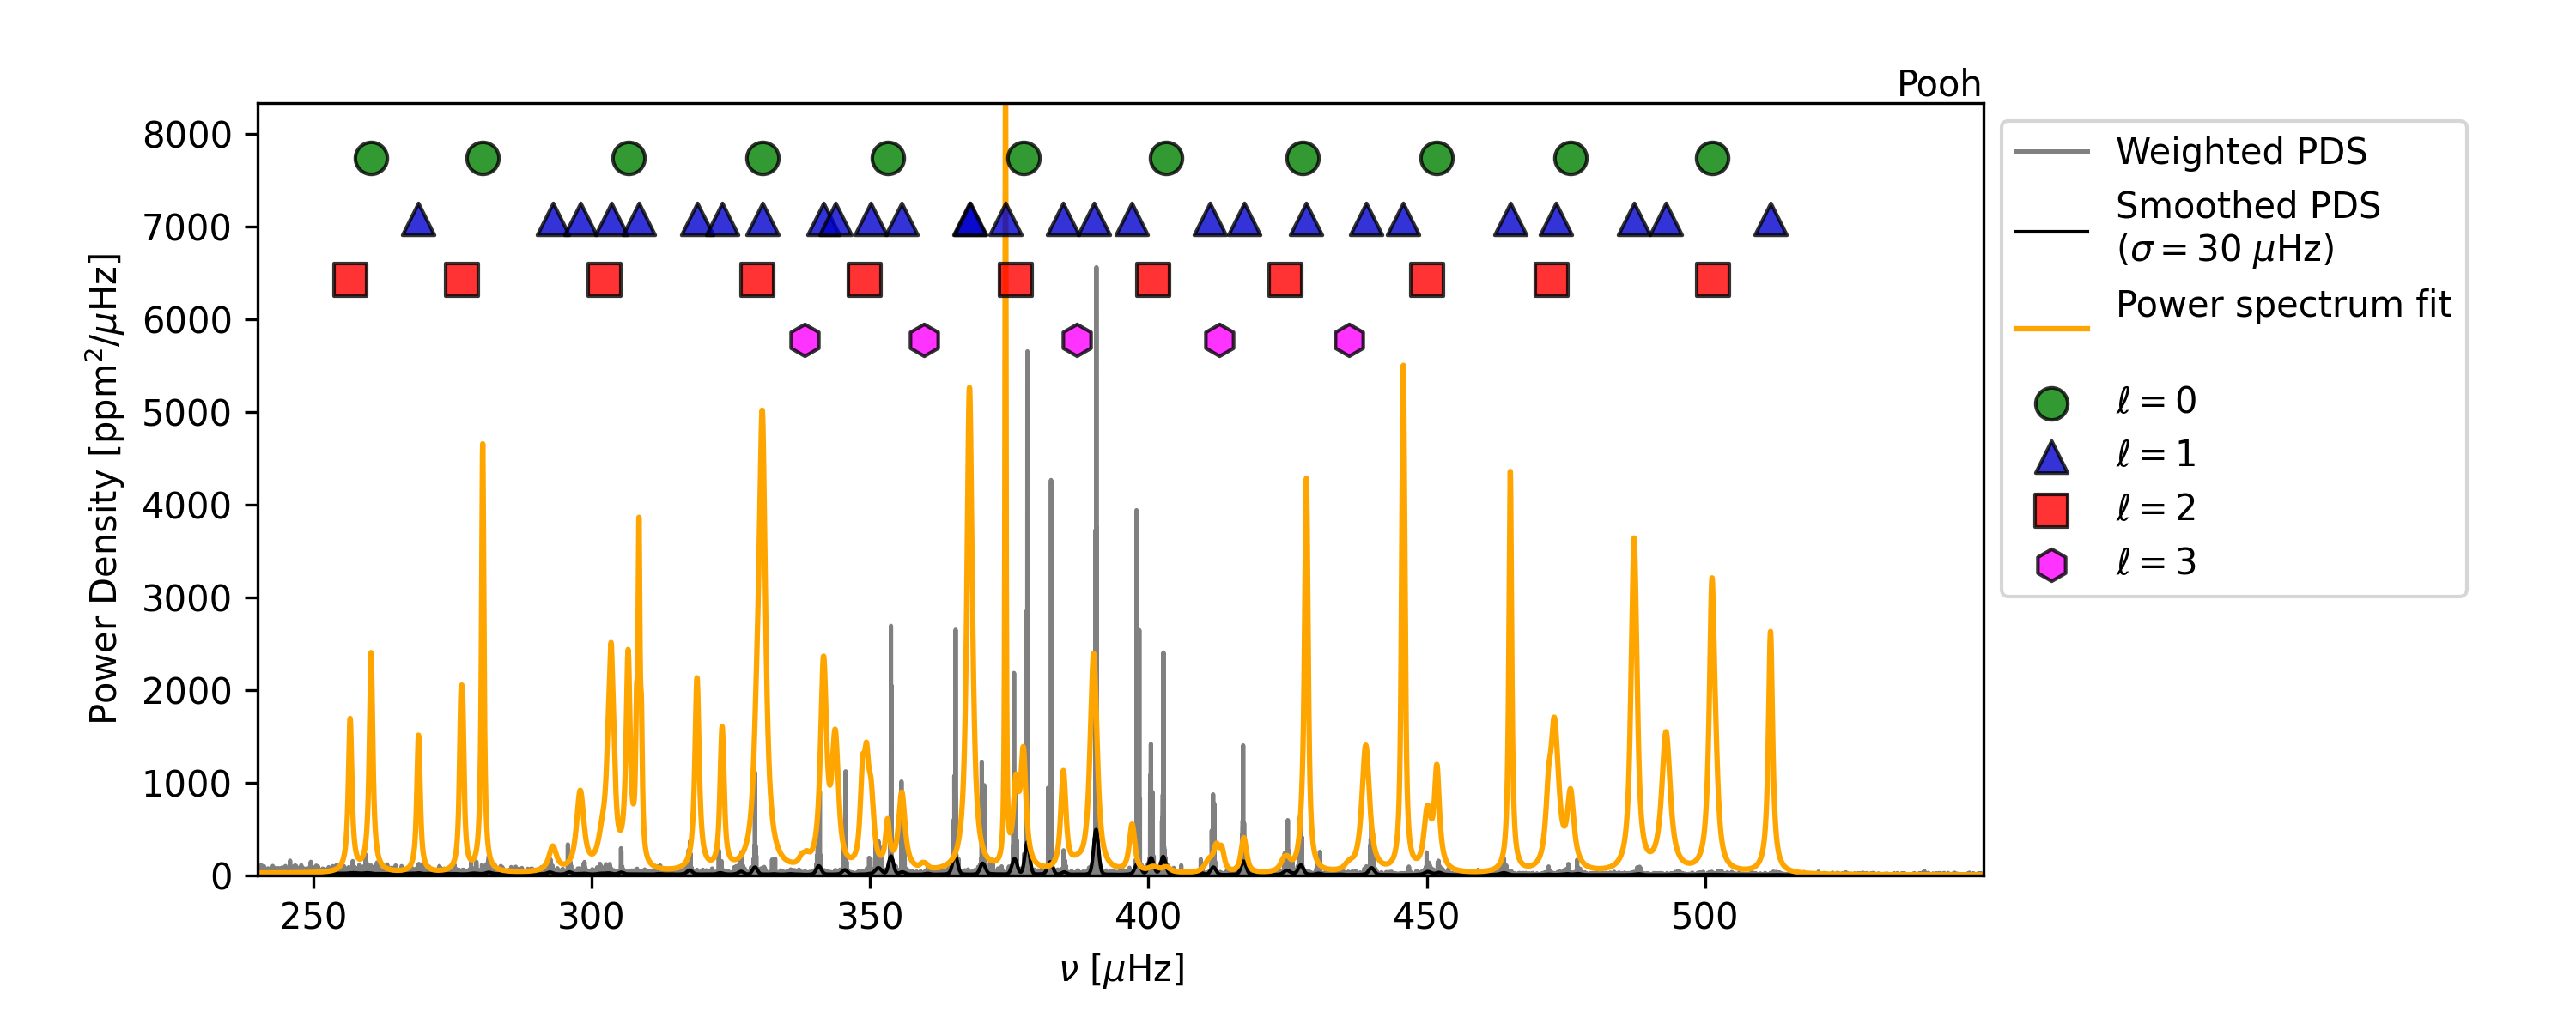 Pooh
8000
7000
6000
5000
4000
3000
2000
1000
0
Power Density [ppm²/μHz]
250
300
350
400
450
500
ν [μHz]
Weighted PDS
Smoothed PDS
(σ = 30 μHz)
Power spectrum fit
ℓ = 0
ℓ = 1
ℓ = 2
ℓ = 3